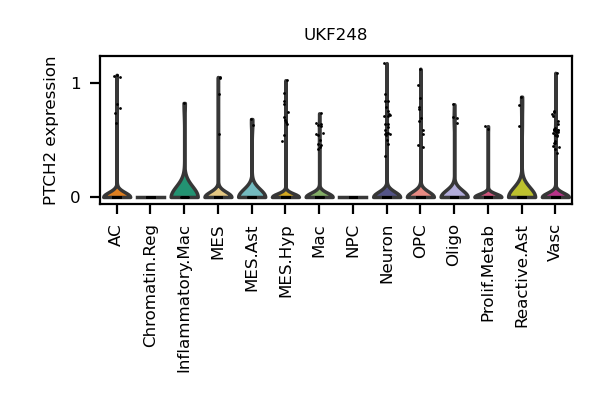 UKF248
PTCH2 expression
1
0
AC
Chromatin.Reg
Inflammatory.Mac
MES
MES.Ast
MES.Hyp
Mac
NPC
Neuron
OPC
Oligo
Prolif.Metab
Reactive.Ast
Vasc